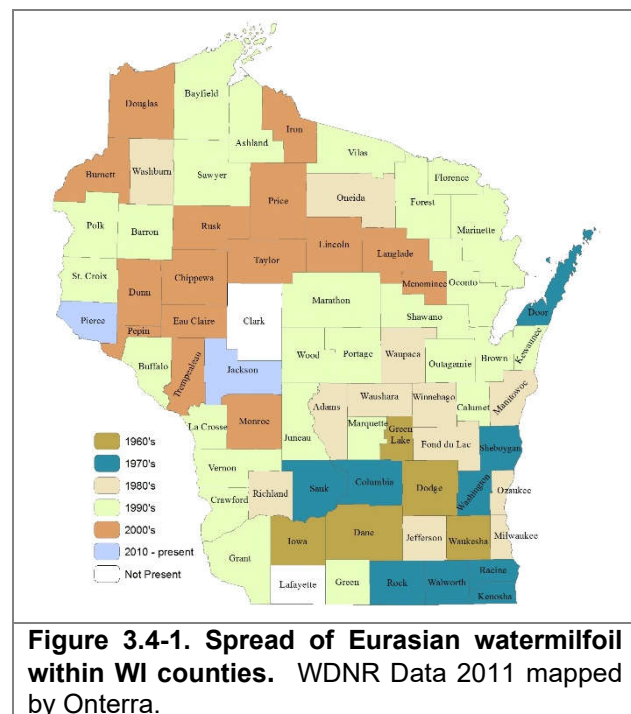 Douglas
Bayfield
Iron
Ashland
Vilas
Burnett
Washburn
Sawyer
Florence
Oneida
Price
Forest
Marinette
Polk
Barron
Rusk
Lincoln
Langlade
Taylor
Chippewa
St. Croix
Dunn
Menominee
Oconto
Marathon
Door
Pierce
Pepin
Eau Claire
Clark
Shawano
Kewaunee
Buffalo
Trempealeau
Jackson
Wood
Portage
Waupaca
Outagamie
Brown
Manitowoc
La Crosse
Monroe
Juneau
Adams
Waushara
Winnebago
Calumet
Marquette
Green
Lake
Fond du Lac
Sheboygan
Vernon
Crawford
Richland
Sauk
Columbia
Dodge
Washington
Ozaukee
Grant
Iowa
Dane
Jefferson
Waukesha
Milwaukee
Lafayette
Green
Rock
Walworth
Racine
Kenosha
1960's
1970's
1980's
1990's
2000's
2010 - present
Not Present
Figure 3.4-1. Spread of Eurasian watermilfoil
within WI counties. WDNR Data 2011 mapped
by Onterra.